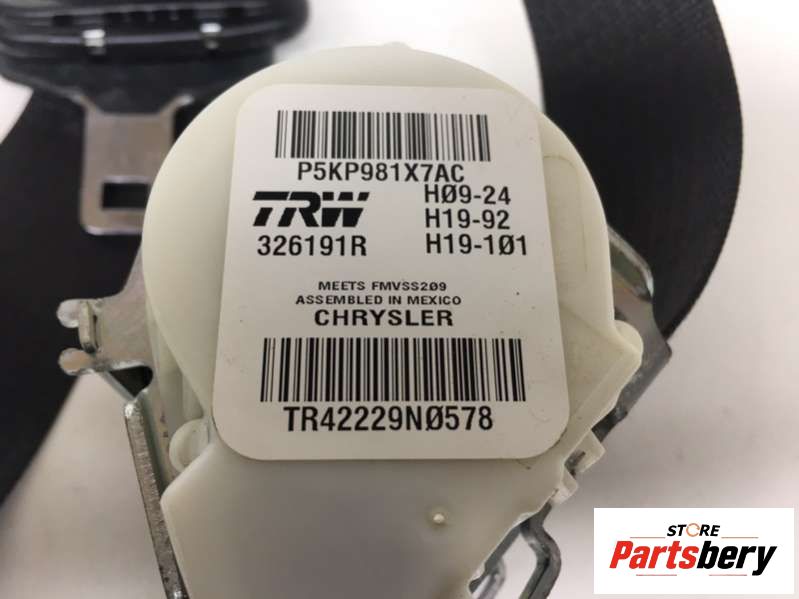 P5KP981X7AC
TRW
HØ9-24
H19-92
326191R
H19-1Ø1
MEETS FMVSS2Ø9
ASSEMBLED IN MEXICO
CHRYSLER
TR42229NØ578
STORE
Partsbery